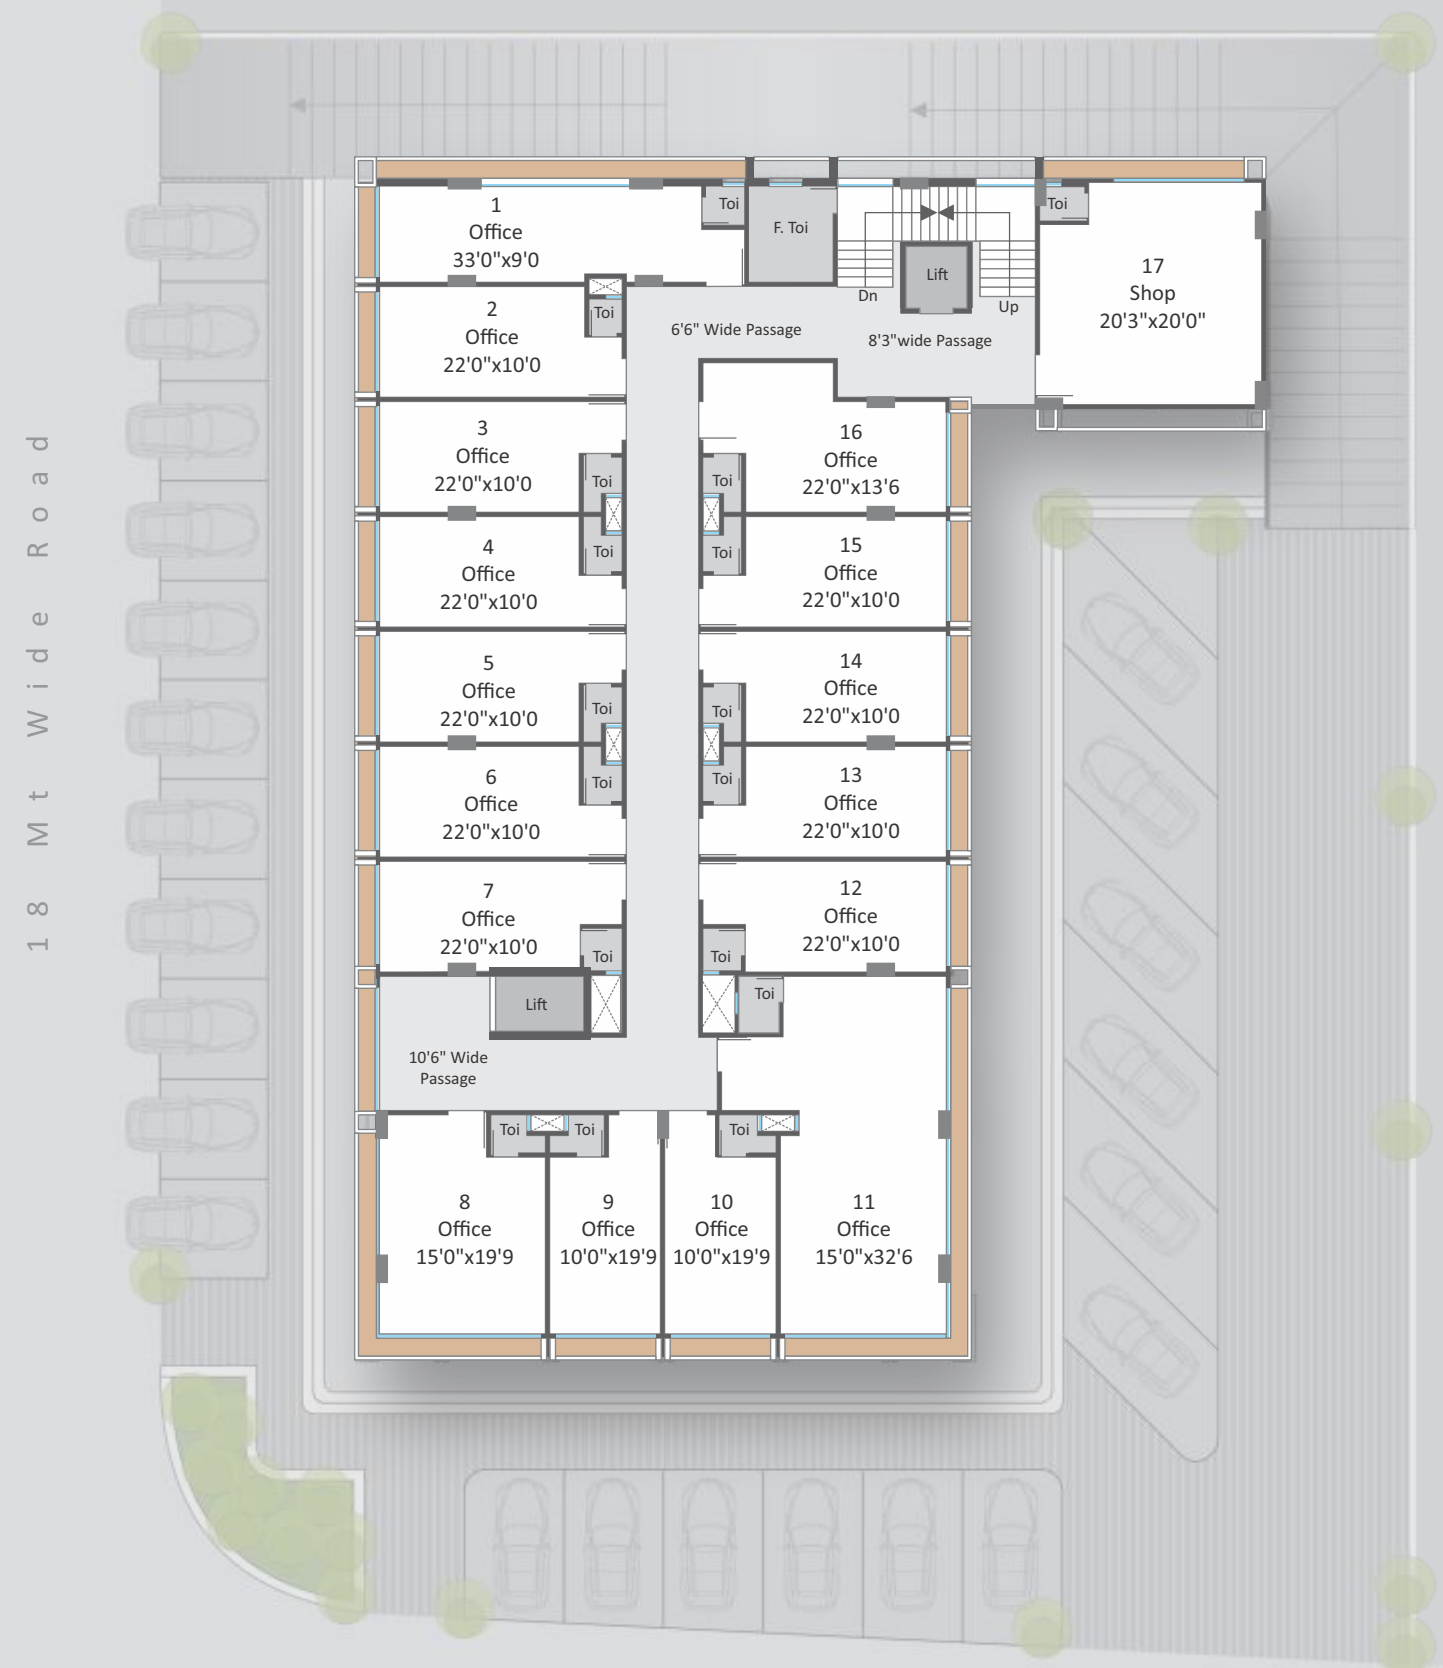 18 Mt Wide Road
1
Office
33'0"x9'0
Toi
F. Toi
Lift
Dn
Up
Toi
17
Shop
20'3"x20'0"
2
Office
22'0"x10'0
Toi
6'6" Wide Passage
8'3"wide Passage
3
Office
22'0"x10'0
Toi
Toi
16
Office
22'0"x13'6
4
Office
22'0"x10'0
Toi
Toi
15
Office
22'0"x10'0
5
Office
22'0"x10'0
Toi
Toi
14
Office
22'0"x10'0
6
Office
22'0"x10'0
Toi
Toi
13
Office
22'0"x10'0
7
Office
22'0"x10'0
Toi
Toi
12
Office
22'0"x10'0
Lift
Toi
10'6" Wide
Passage
Toi
Toi
Toi
8
Office
15'0"x19'9
9
Office
10'0"x19'9
10
Office
10'0"x19'9
11
Office
15'0"x32'6